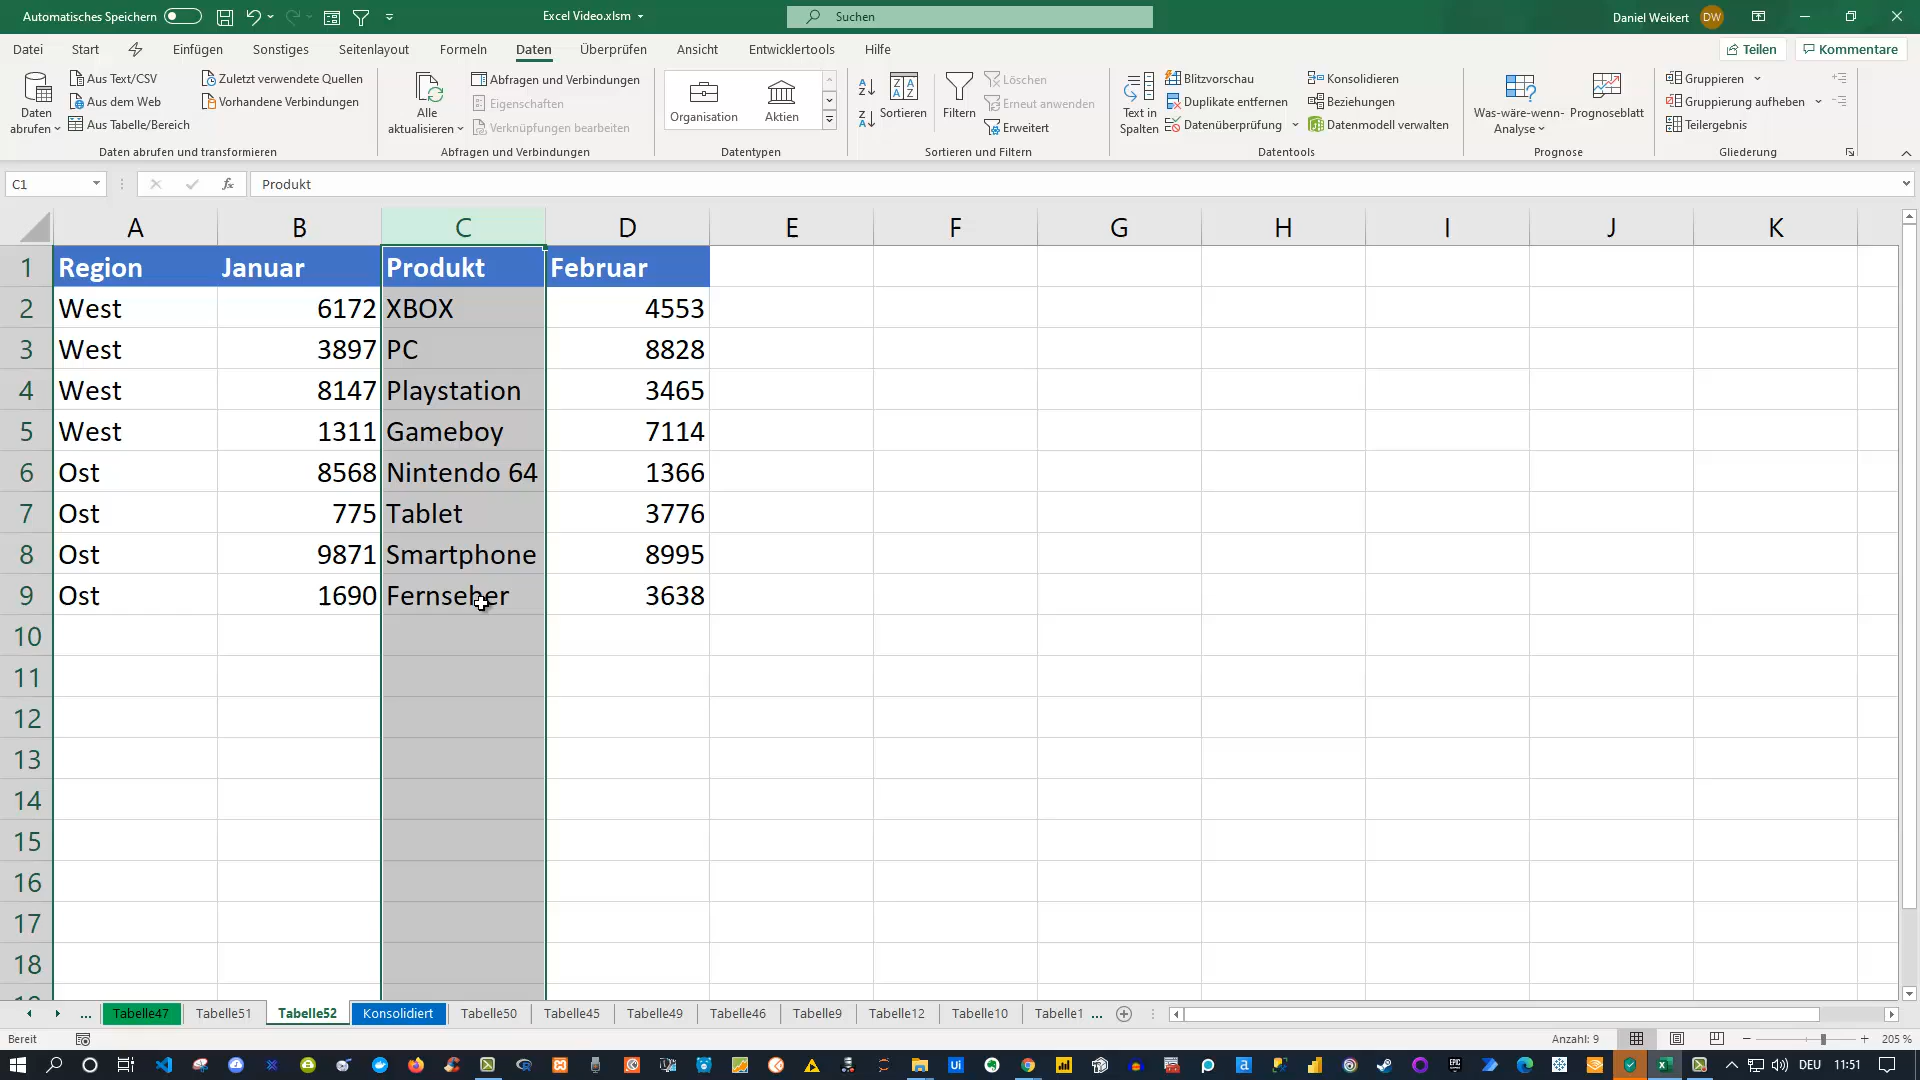 Automatisches Speichern
Excel Video.xlsm
Suchen
Daniel Weikert
DW
Datei Start Einfügen Sonstiges Seitenlayout Formeln Daten Überprüfen Ansicht Entwicklertools Hilfe
Teilen Kommentare
Daten abrufen
Aus Text/CSV
Aus dem Web
Aus Tabelle/Bereich
Zuletzt verwendete Quellen
Vorhandene Verbindungen
Daten abrufen und transformieren
Alle aktualisieren
Abfragen und Verbindungen
Eigenschaften
Verknüpfungen bearbeiten
Abfragen und Verbindungen
Organisation
Aktien
Datentypen
Sortieren
Filtern
Löschen
Erneut anwenden
Erweitert
Sortieren und Filtern
Text in Spalten
Blitzvorschau
Duplikate entfernen
Datenüberprüfung
Konsolidieren
Beziehungen
Datenmodell verwalten
Datentools
Was-wäre-wenn-Analyse
Prognoseblatt
Prognose
Gruppieren
Gruppierung aufheben
Teilergebnis
Gliederung
C1
fx
Produkt
A B C D E F G H I J K
1 Region Januar Produkt Februar
2 West 6172 XBOX 4553
3 West 3897 PC 8828
4 West 8147 Playstation 3465
5 West 1311 Gameboy 7114
6 Ost 8568 Nintendo 64 1366
7 Ost 775 Tablet 3776
8 Ost 9871 Smartphone 8995
9 Ost 1690 Fernseher 3638
10
11
12
13
14
15
16
17
18
... Tabelle47 Tabelle51 Tabelle52 Konsolidiert Tabelle50 Tabelle45 Tabelle49 Tabelle46 Tabelle9 Tabelle12 Tabelle10 Tabelle1 ...
Bereit
Anzahl: 9
205 %
DEU
11:51